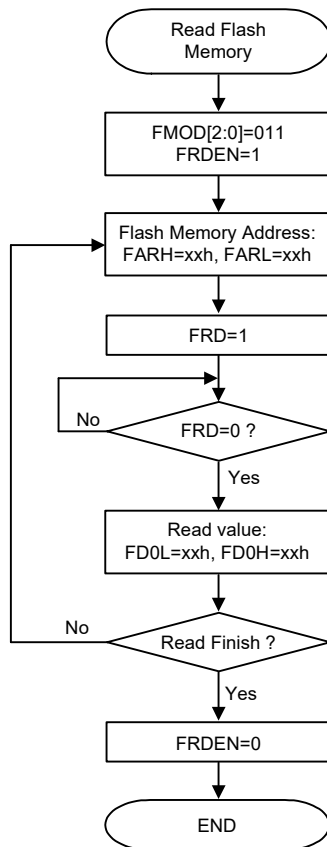 Read Flash
Memory
FMOD[2:0]=011
FRDEN=1
Flash Memory Address:
FARH=xxh, FARL=xxh
FRD=1
FRD=0 ?
No
Yes
Read value:
FD0L=xxh, FD0H=xxh
No
Read Finish ?
Yes
FRDEN=0
END